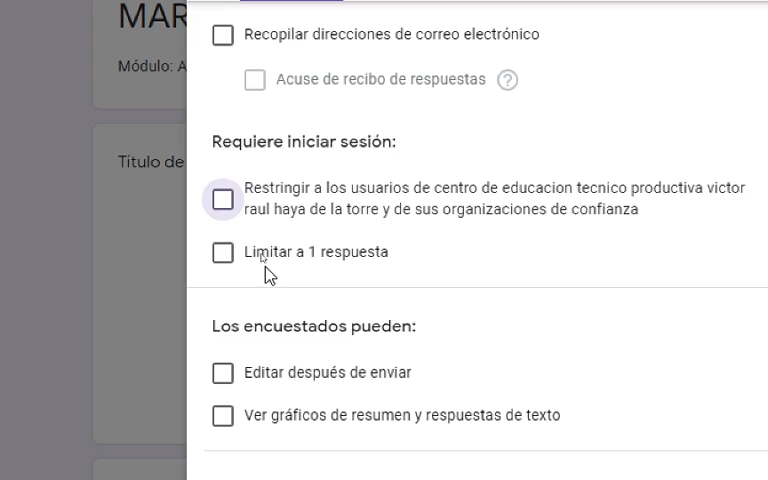 MAR
Recopilar direcciones de correo electrónico
Módulo: A
Acuse de recibo de respuestas ?
Requiere iniciar sesión:
Título de
Restringir a los usuarios de centro de educacion tecnico productiva victor
raul haya de la torre y de sus organizaciones de confianza
Limitar a 1 respuesta
Los encuestados pueden:
Editar después de enviar
Ver gráficos de resumen y respuestas de texto